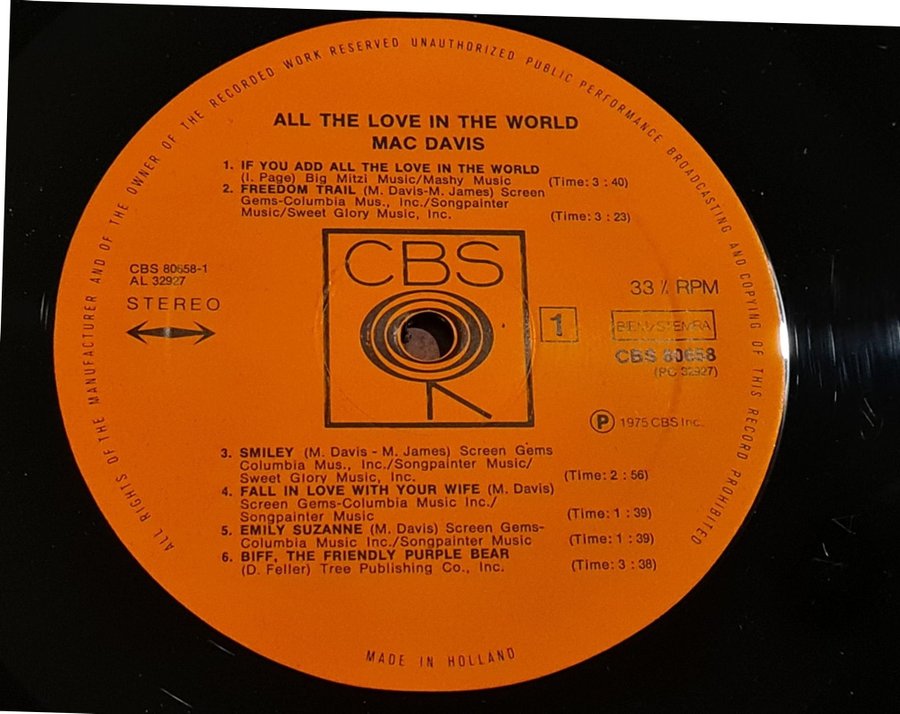 ALL RIGHTS OF THE MANUFACTURER AND OF THE OWNER OF THE RECORDED WORK RESERVED UNAUTHORIZED PUBLIC PERFORMANCE BROADCASTING AND COPYING OF THIS RECORD PROHIBITED
ALL THE LOVE IN THE WORLD
MAC DAVIS
1. IF YOU ADD ALL THE LOVE IN THE WORLD
(I. Page) Big Mitzi Music/Mashy Music (Time: 3 : 40)
2. FREEDOM TRAIL (M. Davis-M. James) Screen
Gems-Columbia Mus., Inc./Songpainter
Music/Sweet Glory Music, Inc. (Time: 3 : 23)
CBS
CBS 80658-1
AL 32927
STEREO
33⅓ RPM
1
BIEM/STEMRA
CBS 80658
(PC 32927)
Ⓟ 1975 CBS Inc.
3. SMILEY (M. Davis - M. James) Screen Gems
Columbia Mus., Inc./Songpainter Music/
Sweet Glory Music, Inc. (Time: 2 : 56)
4. FALL IN LOVE WITH YOUR WIFE (M. Davis)
Screen Gems-Columbia Music Inc./
Songpainter Music (Time: 1 : 39)
5. EMILY SUZANNE (M. Davis) Screen Gems-
Columbia Music Inc./Songpainter Music (Time: 1 : 39)
6. BIFF, THE FRIENDLY PURPLE BEAR
(D. Feller) Tree Publishing Co., Inc. (Time: 3 : 38)
MADE IN HOLLAND